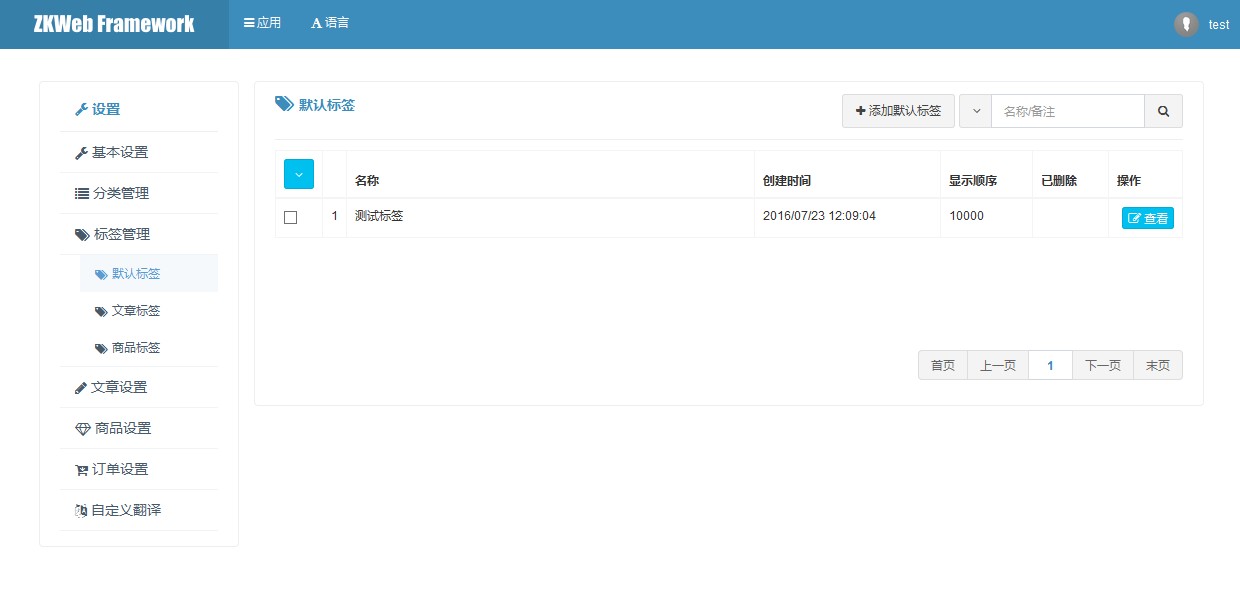 ZKWeb Framework
应用
语言
test
设置
基本设置
分类管理
标签管理
默认标签
文章标签
商品标签
文章设置
商品设置
订单设置
自定义翻译
默认标签
添加默认标签
名称/备注
名称 创建时间 显示顺序 已删除 操作
1 测试标签 2016/07/23 12:09:04 10000 查看
首页 上一页 1 下一页 末页